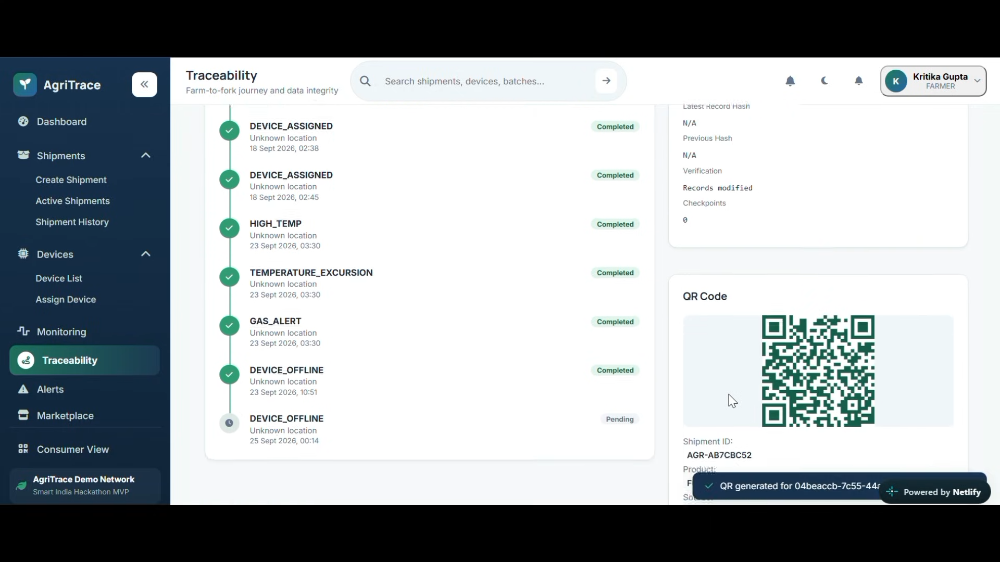 AgriTrace
Dashboard
Shipments
Create Shipment
Active Shipments
Shipment History
Devices
Device List
Assign Device
Monitoring
Traceability
Alerts
Marketplace
Consumer View
AgriTrace Demo Network
Smart India Hackathon MVP
Traceability
Farm-to-fork journey and data integrity
Search shipments, devices, batches...
K
Kritika Gupta
FARMER
DEVICE_ASSIGNED
Completed
Unknown location
18 Sept 2026, 02:38
DEVICE_ASSIGNED
Completed
Unknown location
18 Sept 2026, 02:45
HIGH_TEMP
Completed
Unknown location
23 Sept 2026, 03:30
TEMPERATURE_EXCURSION
Completed
Unknown location
23 Sept 2026, 03:30
GAS_ALERT
Completed
Unknown location
23 Sept 2026, 03:30
DEVICE_OFFLINE
Completed
Unknown location
23 Sept 2026, 10:51
DEVICE_OFFLINE
Pending
Unknown location
25 Sept 2026, 00:14
Latest Record Hash
N/A
Previous Hash
N/A
Verification
Records modified
Checkpoints
0
QR Code
Shipment ID:
AGR-AB7CBC52
Product:
QR generated for 04beaccb-7c55-44a
Powered by Netlify